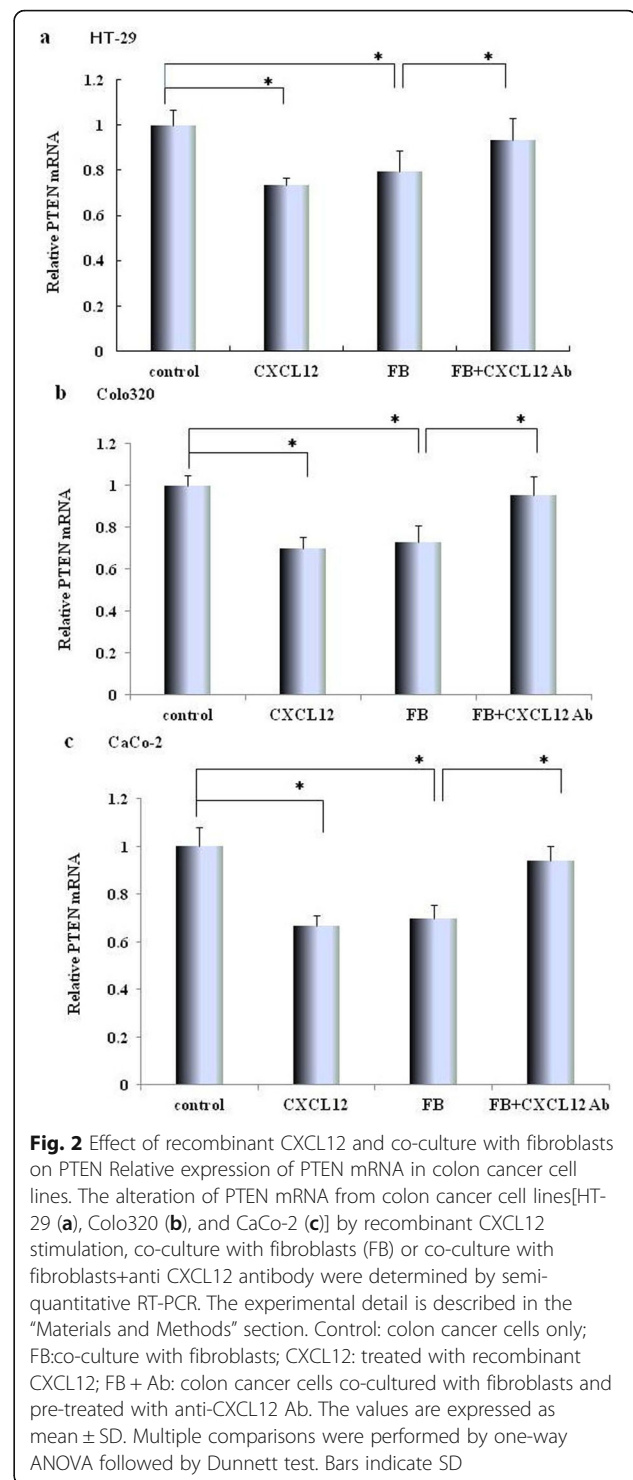 a HT-29
1.2
1
0.8
0.6
0.4
0.2
0
Relative PTEN mRNA
* * *
control CXCL12 FB FB+CXCL12 Ab
b Colo320
1.2
1
0.8
0.6
0.4
0.2
0
Relative PTEN mRNA
* * *
control CXCL12 FB FB+CXCL12 Ab
c CaCo-2
1.2
1
0.8
0.6
0.4
0.2
0
Relative PTEN mRNA
* * *
control CXCL12 FB FB+CXCL12 Ab
Fig. 2 Effect of recombinant CXCL12 and co-culture with fibroblasts
on PTEN Relative expression of PTEN mRNA in colon cancer cell
lines. The alteration of PTEN mRNA from colon cancer cell lines[HT-
29 (a), Colo320 (b), and CaCo-2 (c)] by recombinant CXCL12
stimulation, co-culture with fibroblasts (FB) or co-culture with
fibroblasts+anti CXCL12 antibody were determined by semi-
quantitative RT-PCR. The experimental detail is described in the
“Materials and Methods” section. Control: colon cancer cells only;
FB:co-culture with fibroblasts; CXCL12: treated with recombinant
CXCL12; FB + Ab: colon cancer cells co-cultured with fibroblasts and
pre-treated with anti-CXCL12 Ab. The values are expressed as
mean ± SD. Multiple comparisons were performed by one-way
ANOVA followed by Dunnett test. Bars indicate SD